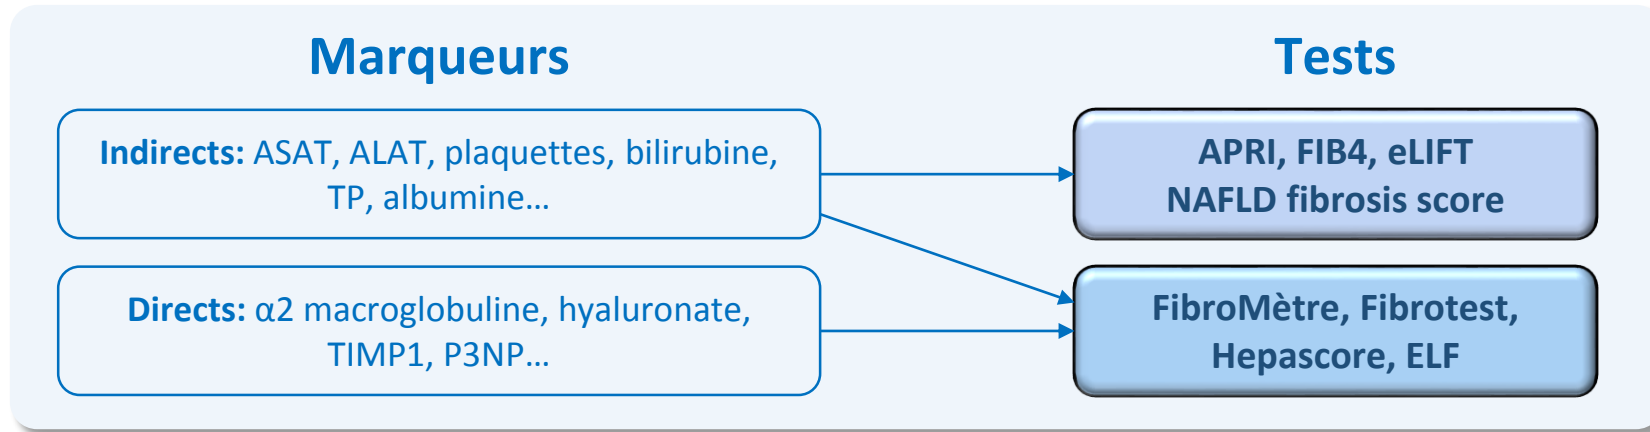 Marqueurs
Tests
Indirects: ASAT, ALAT, plaquettes, bilirubine,
TP, albumine…
APRI, FIB4, eLIFT
NAFLD fibrosis score
Directs: α2 macroglobuline, hyaluronate,
TIMP1, P3NP…
FibroMètre, Fibrotest,
Hepascore, ELF